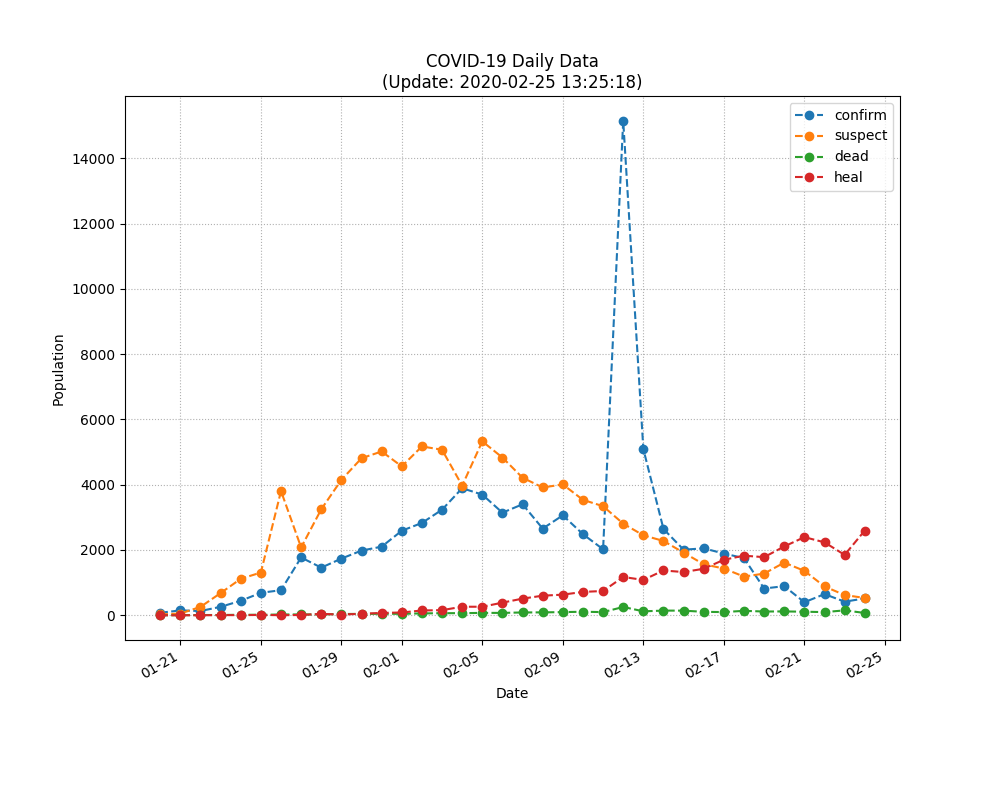 COVID-19 Daily Data
(Update: 2020-02-25 13:25:18)
confirm
suspect
dead
heal
14000
12000
10000
8000
6000
4000
2000
0
Population
01-21
01-25
01-29
02-01
02-05
02-09
02-13
02-17
02-21
02-25
Date